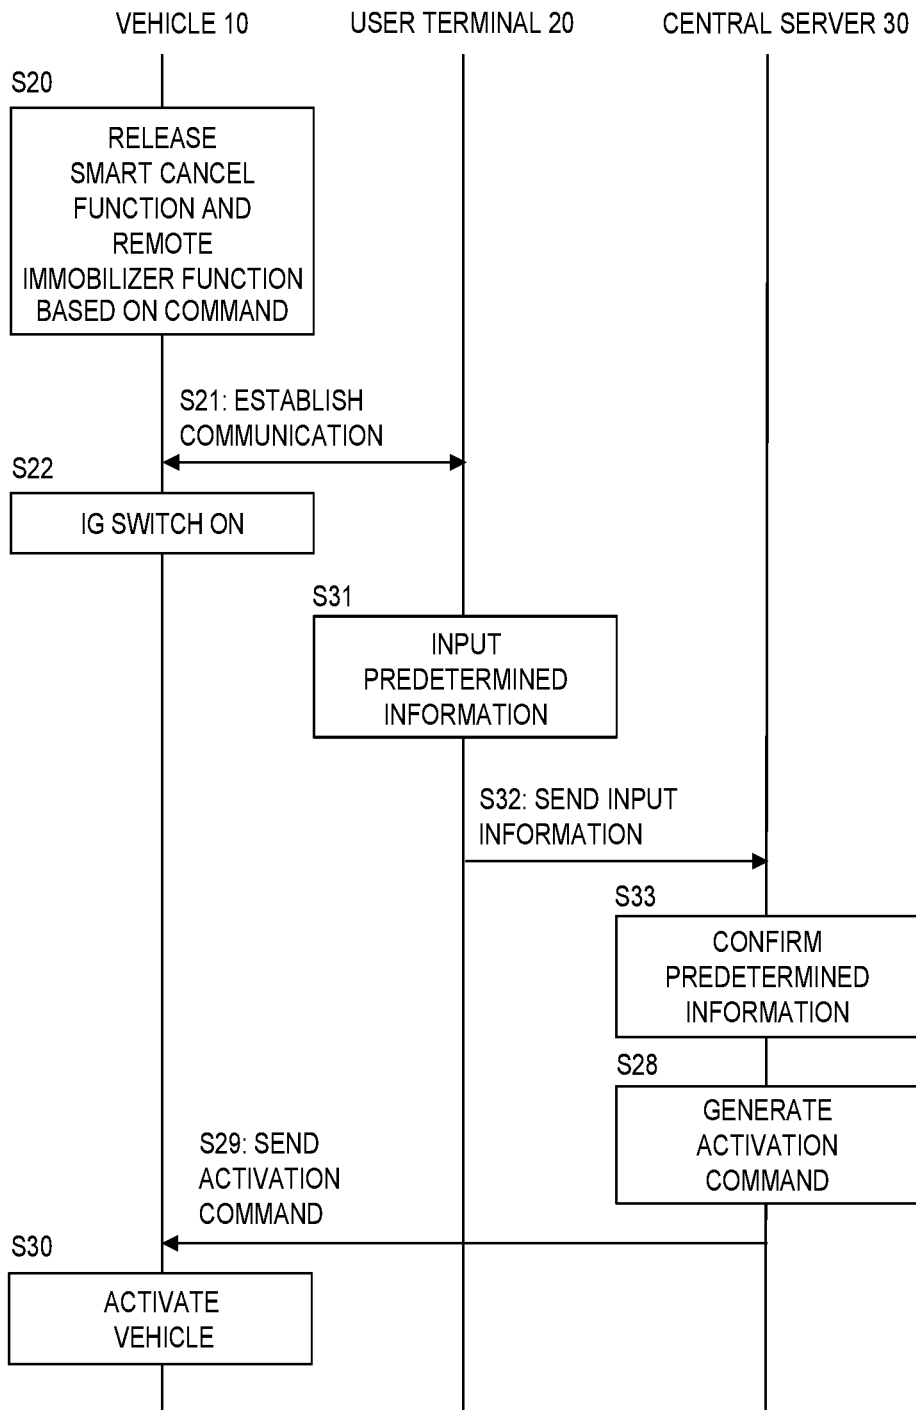 VEHICLE 10
USER TERMINAL 20
CENTRAL SERVER 30
S20
RELEASE
SMART CANCEL
FUNCTION AND
REMOTE
IMMOBILIZER FUNCTION
BASED ON COMMAND
S21: ESTABLISH
COMMUNICATION
S22
IG SWITCH ON
S31
INPUT
PREDETERMINED
INFORMATION
S32: SEND INPUT
INFORMATION
S33
CONFIRM
PREDETERMINED
INFORMATION
S28
GENERATE
ACTIVATION
COMMAND
S29: SEND
ACTIVATION
COMMAND
S30
ACTIVATE
VEHICLE